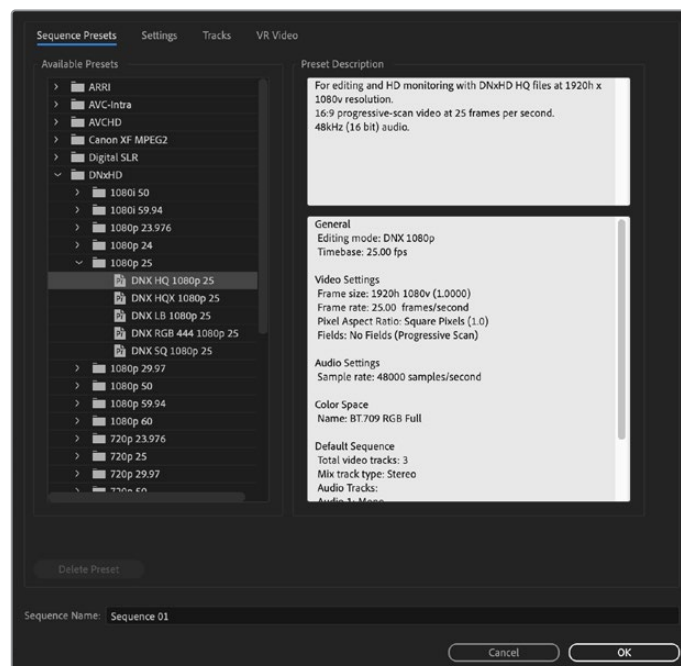 Sequence Presets Settings Tracks VR Video
Available Presets
ARRI
AVC-Intra
AVCHD
Canon XF MPEG2
Digital SLR
DNxHD
1080i 50
1080i 59.94
1080p 23.976
1080p 24
1080p 25
DNX HQ 1080p 25
DNX HQX 1080p 25
DNX LB 1080p 25
DNX RGB 444 1080p 25
DNX SQ 1080p 25
1080p 29.97
1080p 50
1080p 59.94
1080p 60
720p 23.976
720p 25
720p 29.97
720p 50
Preset Description
For editing and HD monitoring with DNxHD HQ files at 1920h x
1080v resolution.
16:9 progressive-scan video at 25 frames per second.
48kHz (16 bit) audio.
General
Editing mode: DNX 1080p
Timebase: 25.00 fps
Video Settings
Frame size: 1920h 1080v (1.0000)
Frame rate: 25.00 frames/second
Pixel Aspect Ratio: Square Pixels (1.0)
Fields: No Fields (Progressive Scan)
Audio Settings
Sample rate: 48000 samples/second
Color Space
Name: BT.709 RGB Full
Default Sequence
Total video tracks: 3
Mix track type: Stereo
Audio Tracks:
Audio 1: Mono
Delete Preset
Sequence Name: Sequence 01
Cancel OK